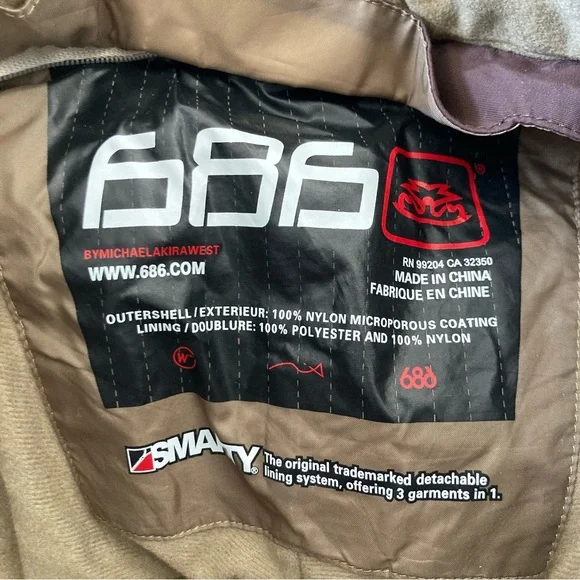 686
BYMICHAELAKIRAWEST
WWW.686.COM
®
RN 99204 CA 32350
MADE IN CHINA
FABRIQUE EN CHINE
OUTERSHELL/EXTERIEUR: 100% NYLON MICROPOROUS COATING
LINING/DOUBLURE: 100% POLYESTER AND 100% NYLON
W 686
The original trademarked detachable
lining system, offering 3 garments in 1.